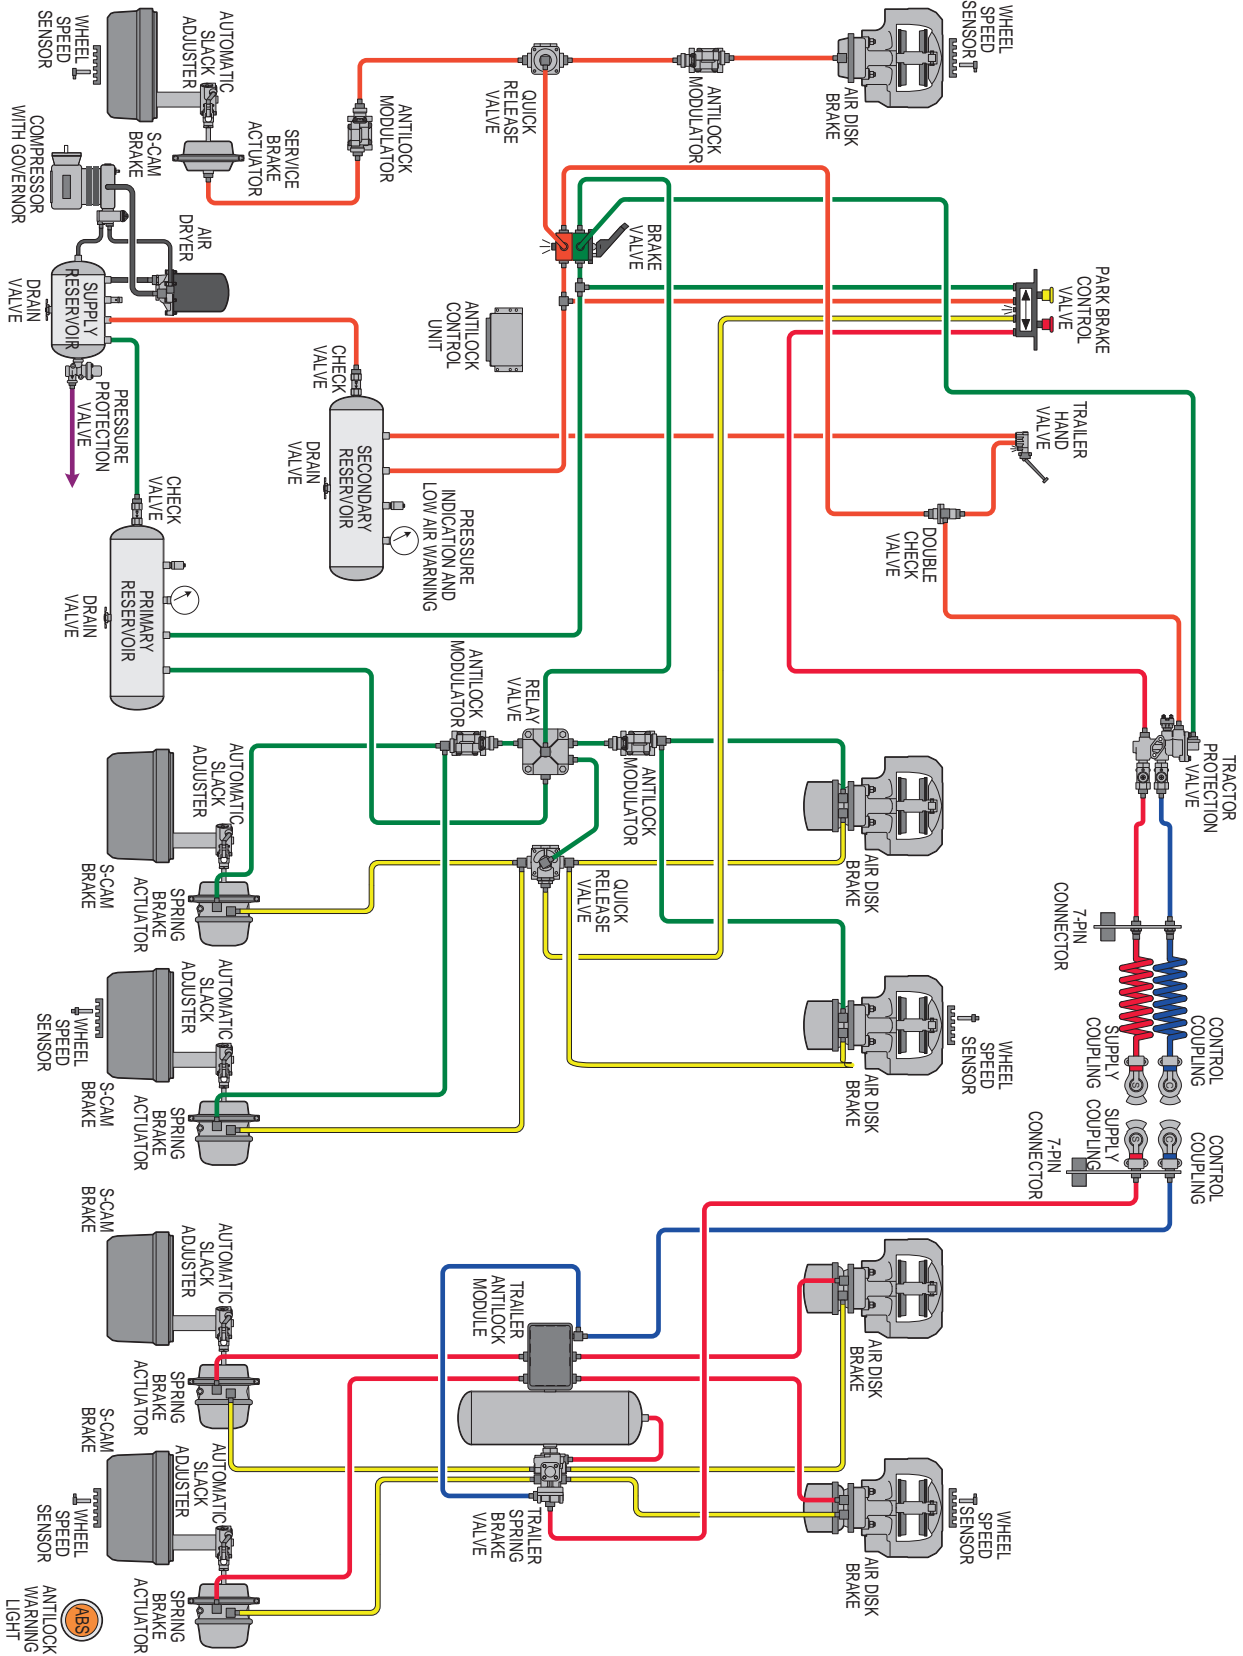 WHEEL
SPEED
SENSOR
AUTOMATIC
SLACK
ADJUSTER
S-CAM
BRAKE
SERVICE
BRAKE
ACTUATOR
ANTILOCK
MODULATOR
QUICK
RELEASE
VALVE
ANTILOCK
MODULATOR
AIR DISK
BRAKE
WHEEL
SPEED
SENSOR
COMPRESSOR
WITH GOVERNOR
AIR
DRYER
SUPPLY
RESERVOIR
DRAIN
VALVE
PRESSURE
PROTECTION
VALVE
CHECK
VALVE
SECONDARY
RESERVOIR
DRAIN
VALVE
PRESSURE
INDICATION AND
LOW AIR WARNING
ANTILOCK
CONTROL
UNIT
BRAKE
VALVE
PARK BRAKE
CONTROL
VALVE
TRAILER
HAND
VALVE
DOUBLE
CHECK
VALVE
CHECK
VALVE
PRIMARY
RESERVOIR
DRAIN
VALVE
ANTILOCK
MODULATOR
RELAY
VALVE
ANTILOCK
MODULATOR
QUICK
RELEASE
VALVE
TRACTOR
PROTECTION
VALVE
AUTOMATIC
SLACK
ADJUSTER
S-CAM
BRAKE
SPRING
BRAKE
ACTUATOR
AIR DISK
BRAKE
7-PIN
CONNECTOR
AUTOMATIC
SLACK
ADJUSTER
WHEEL
SPEED
SENSOR
S-CAM
BRAKE
SPRING
BRAKE
ACTUATOR
AIR DISK
BRAKE
WHEEL
SPEED
SENSOR
CONTROL
COUPLING
SUPPLY
COUPLING
S
C
S
C
CONTROL
COUPLING
SUPPLY
COUPLING
7-PIN
CONNECTOR
S-CAM
BRAKE
AUTOMATIC
SLACK
ADJUSTER
SPRING
BRAKE
ACTUATOR
TRAILER
ANTILOCK
MODULE
AIR DISK
BRAKE
S-CAM
BRAKE
AUTOMATIC
SLACK
ADJUSTER
WHEEL
SPEED
SENSOR
SPRING
BRAKE
ACTUATOR
TRAILER
SPRING
BRAKE
VALVE
AIR DISK
BRAKE
WHEEL
SPEED
SENSOR
ABS
ANTILOCK
WARNING
LIGHT